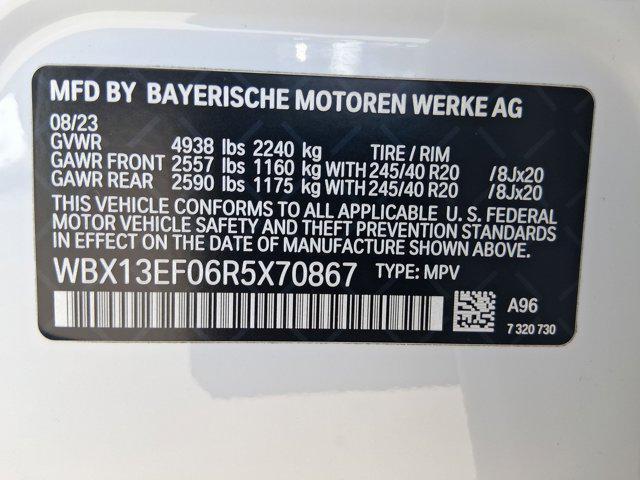 MFD BY BAYERISCHE MOTOREN WERKE AG
08/23
GVWR 4938 lbs 2240 kg TIRE / RIM
GAWR FRONT 2557 lbs 1160 kg WITH 245/40 R20 /8Jx20
GAWR REAR 2590 lbs 1175 kg WITH 245/40 R20 /8Jx20
THIS VEHICLE CONFORMS TO ALL APPLICABLE U. S. FEDERAL
MOTOR VEHICLE SAFETY AND THEFT PREVENTION STANDARDS
IN EFFECT ON THE DATE OF MANUFACTURE SHOWN ABOVE.
WBX13EF06R5X70867 TYPE: MPV
A96
7 320 730